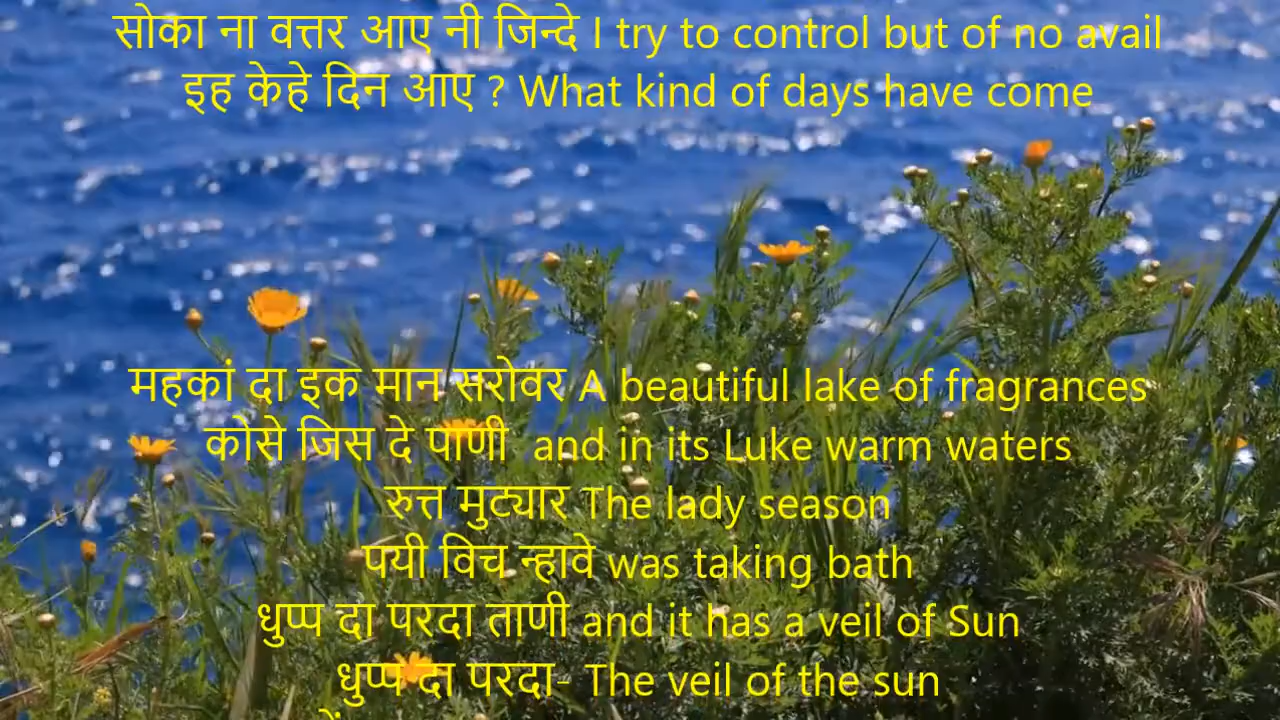 सोका ना वत्तर आए नी जिन्दे I try to control but of no avail
इह केहे दिन आए ? What kind of days have come
महकां दा इक मान सरोवर A beautiful lake of fragrances
कोसे जिस दे पाणी and in its Luke warm waters
रुत्त मुट्यार The lady season
पयी विच न्हावे was taking bath
धुप्प दा परदा ताणी and it has a veil of Sun
धुप्प दा परदा- The veil of the sun